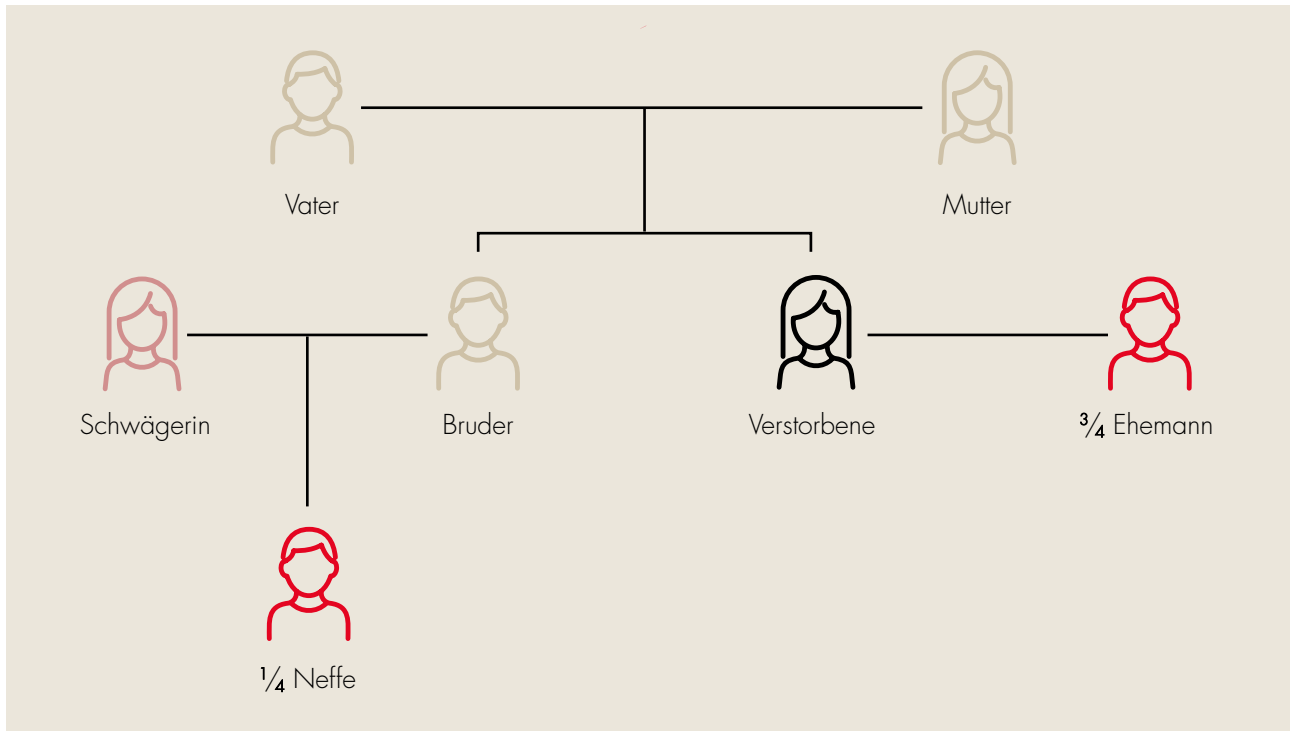 Vater
Mutter
Schwägerin
Bruder
Verstorbene
¾ Ehemann
¼ Neffe